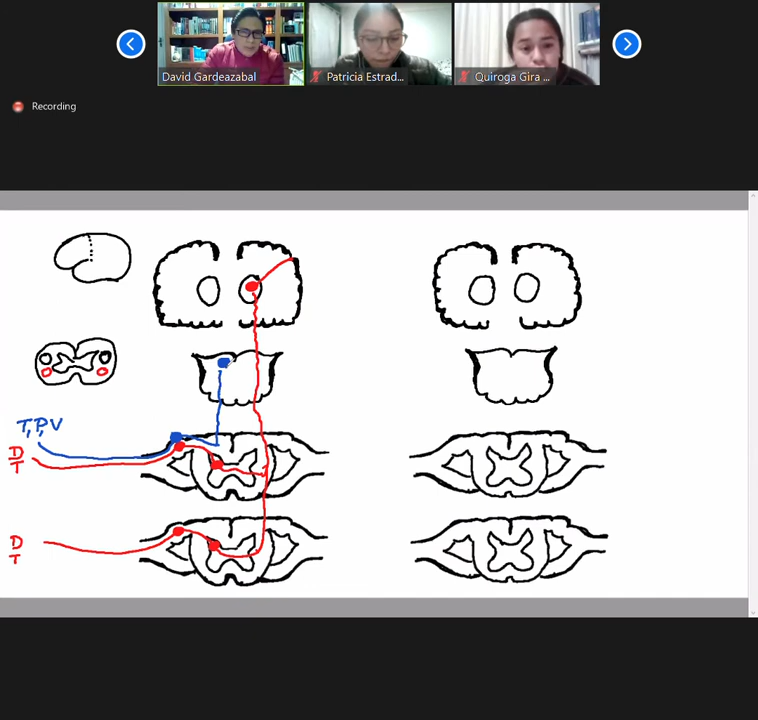 David Gardeazabal
Patricia Estrad...
Quiroga Gira ...
Recording
T, P, V
D
T
D
T